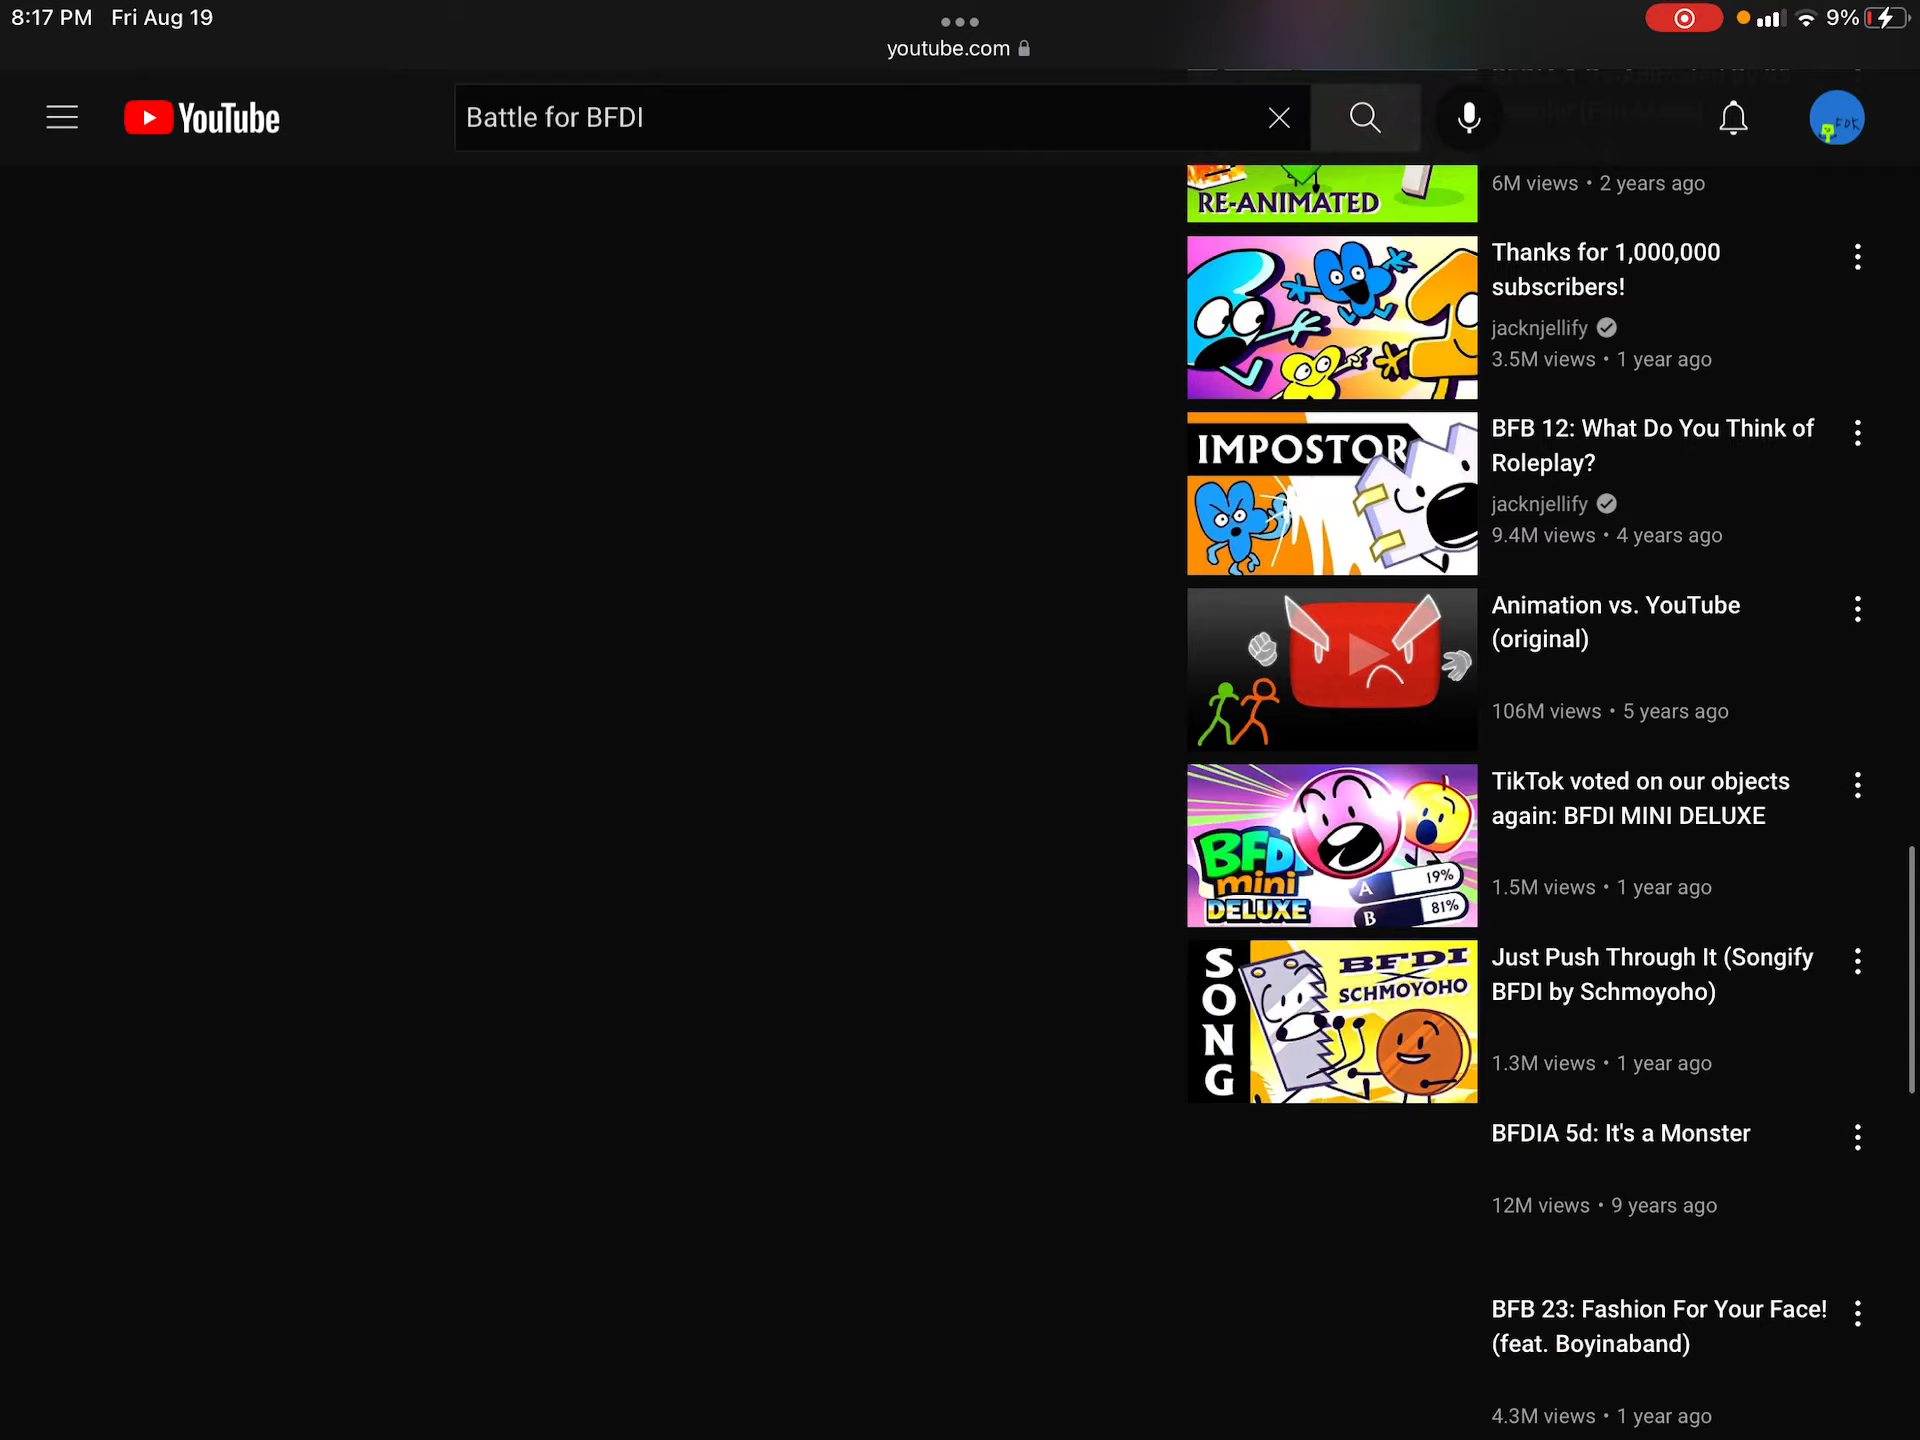 8:17 PM Fri Aug 19
9%
youtube.com
YouTube
Battle for BFDI
RE-ANIMATED
6M views • 2 years ago
Thanks for 1,000,000
subscribers!
jacknjellify
3.5M views • 1 year ago
IMPOSTOR
BFB 12: What Do You Think of
Roleplay?
jacknjellify
9.4M views • 4 years ago
Animation vs. YouTube
(original)
106M views • 5 years ago
BFDI
mini
DELUXE
A 19%
B 81%
TikTok voted on our objects
again: BFDI MINI DELUXE
1.5M views • 1 year ago
SONG
BFDI
X
SCHMOYOHO
Just Push Through It (Songify
BFDI by Schmoyoho)
1.3M views • 1 year ago
BFDIA 5d: It's a Monster
12M views • 9 years ago
BFB 23: Fashion For Your Face!
(feat. Boyinaband)
4.3M views • 1 year ago